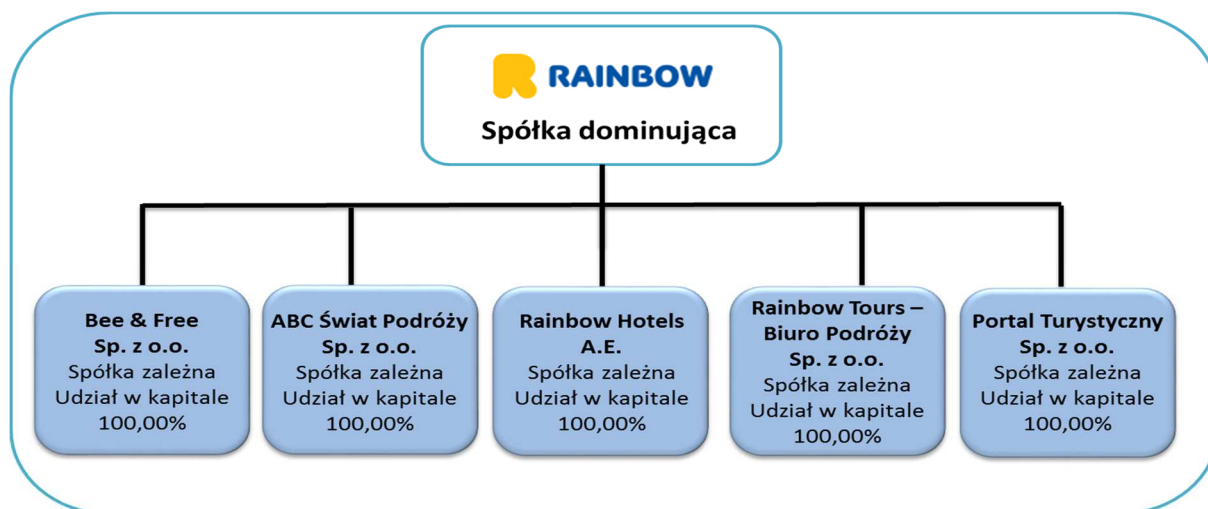 RAINBOW
Spółka dominująca
Bee & Free
Sp. z o.o.
Spółka zależna
Udział w kapitale
100,00%
ABC Świat Podróży
Sp. z o.o.
Spółka zależna
Udział w kapitale
100,00%
Rainbow Hotels
A.E.
Spółka zależna
Udział w kapitale
100,00%
Rainbow Tours –
Biuro Podróży
Sp. z o.o.
Spółka zależna
Udział w kapitale
100,00%
Portal Turystyczny
Sp. z o.o.
Spółka zależna
Udział w kapitale
100,00%